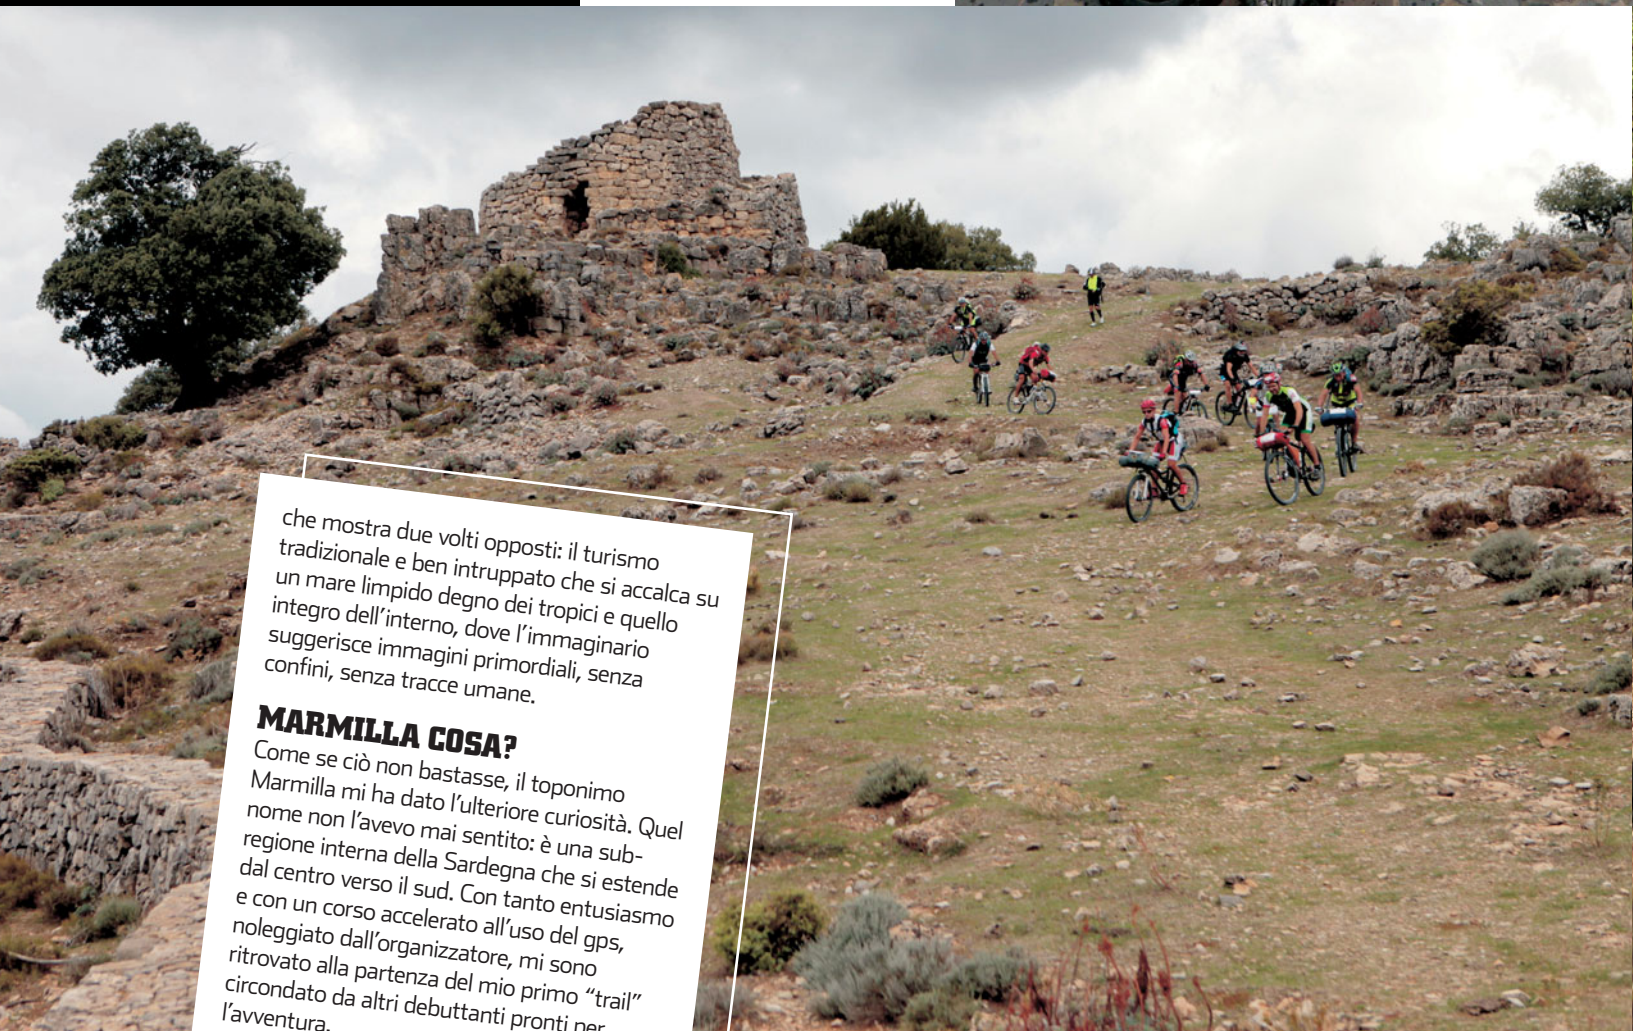 che mostra due volti opposti: il turismo
tradizionale e ben intruppato che si accalca su
un mare limpido degno dei tropici e quello
integro dell'interno, dove l'immaginario
suggerisce immagini primordiali, senza
confini, senza tracce umane.
MARMILLA COSA?
Come se ciò non bastasse, il toponimo
Marmilla mi ha dato l'ulteriore curiosità. Quel
nome non l'avevo mai sentito: è una sub-
regione interna della Sardegna che si estende
dal centro verso il sud. Con tanto entusiasmo
e con un corso accelerato all'uso del gps,
noleggiato dall'organizzatore, mi sono
ritrovato alla partenza del mio primo “trail”
circondato da altri debuttanti pronti per
l'avventura.